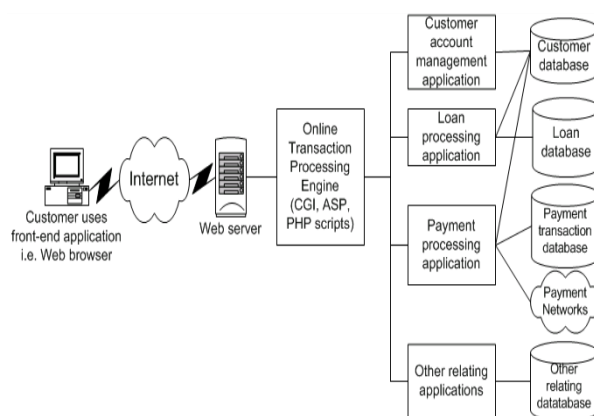 Customer uses
front-end application
i.e. Web browser
Internet
Web server
Online
Transaction
Processing
Engine
(CGI, ASP,
PHP scripts)
Customer
account
management
application
Loan
processing
application
Payment
processing
application
Other relating
applications
Customer
database
Loan
database
Payment
transaction
database
Payment
Networks
Other
relating
datatabase